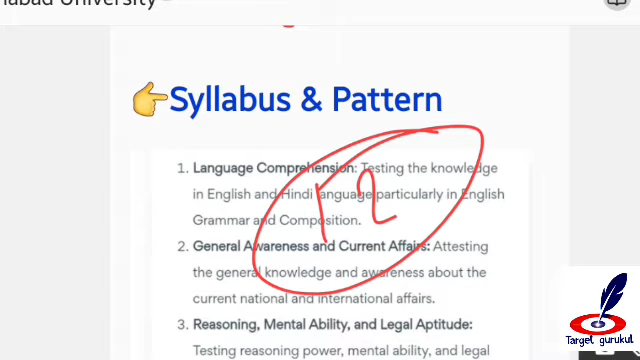 abad University
Syllabus & Pattern
1. Language Comprehension: Testing the knowledge
in English and Hindi language particularly in English
Grammar and Composition.
12
2. General Awareness and Current Affairs: Attesting
the general knowledge and awareness about the
current national and international affairs.
3. Reasoning, Mental Ability, and Legal Aptitude:
Testing reasoning power, mental ability, and legal
Target gurukul